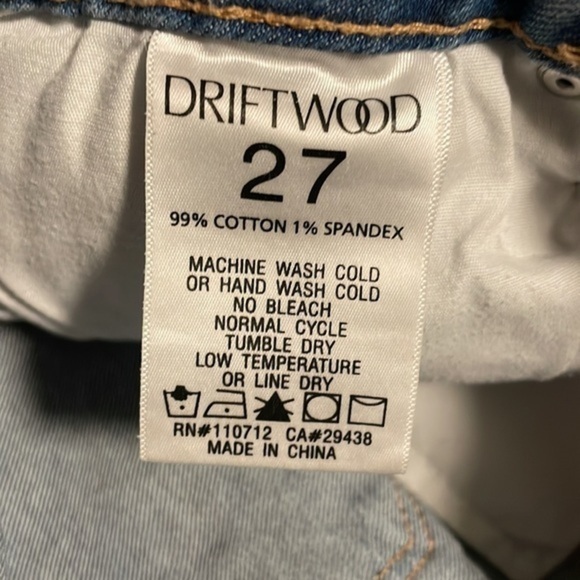 DRIFTWOOD
27
99% COTTON 1% SPANDEX
MACHINE WASH COLD
OR HAND WASH COLD
NO BLEACH
NORMAL CYCLE
TUMBLE DRY
LOW TEMPERATURE
OR LINE DRY
RN#110712 CA#29438
MADE IN CHINA